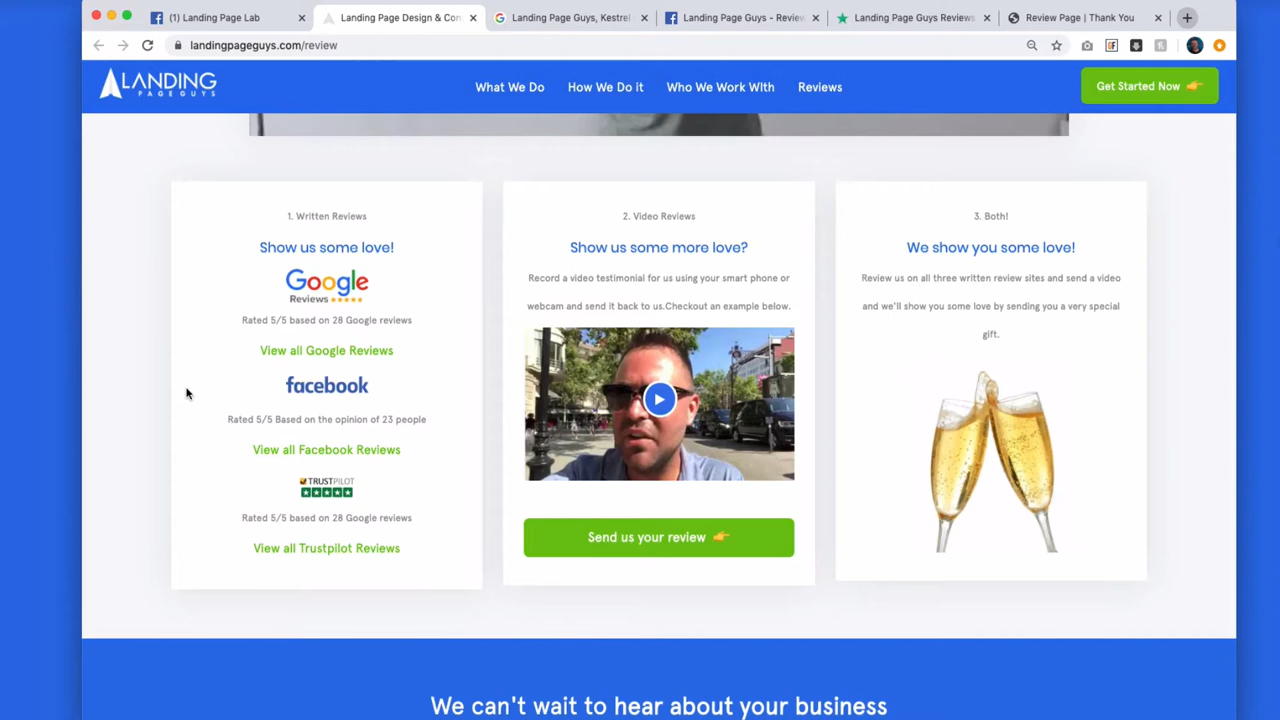 (1) Landing Page Lab
Landing Page Design & Con
Landing Page Guys, Kestrel
Landing Page Guys - Review
Landing Page Guys Reviews
Review Page | Thank You
landingpageguys.com/review
LANDING
PAGE GUYS
What We Do
How We Do it
Who We Work WIth
Reviews
Get Started Now 👉
1. Written Reviews
Show us some love!
Google
Reviews ★★★★★
Rated 5/5 based on 28 Google reviews
View all Google Reviews
facebook
Rated 5/5 Based on the opinion of 23 people
View all Facebook Reviews
TRUSTPILOT
Rated 5/5 based on 28 Google reviews
View all Trustpilot Reviews
2. Video Reviews
Show us some more love?
Record a video testimonial for us using your smart phone or
webcam and send it back to us.Checkout an example below.
Send us your review 👉
3. Both!
We show you some love!
Review us on all three written review sites and send a video
and we'll show you some love by sending you a very special
gift.
We can't wait to hear about your business